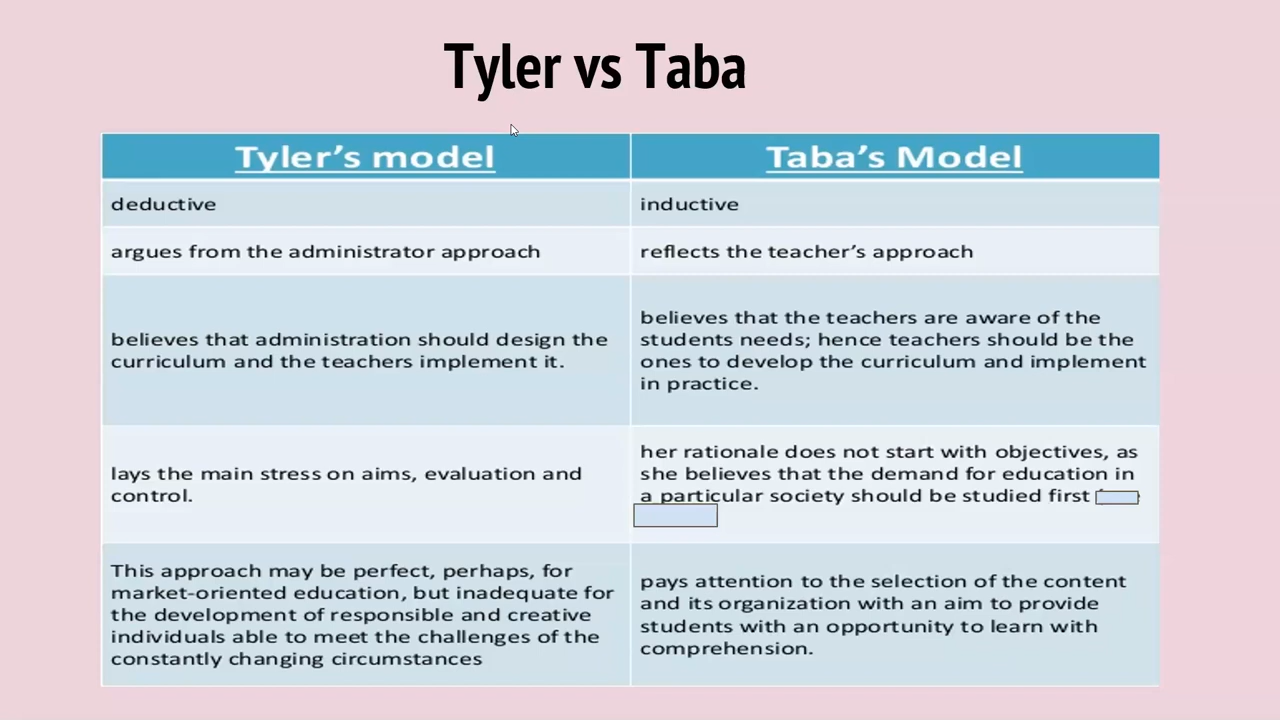 Tyler vs Taba
Tyler’s model
Taba’s Model
deductive
inductive
argues from the administrator approach
reflects the teacher’s approach
believes that administration should design the
curriculum and the teachers implement it.
believes that the teachers are aware of the
students needs; hence teachers should be the
ones to develop the curriculum and implement
in practice.
lays the main stress on aims, evaluation and
control.
her rationale does not start with objectives, as
she believes that the demand for education in
a particular society should be studied first
This approach may be perfect, perhaps, for
market-oriented education, but inadequate for
the development of responsible and creative
individuals able to meet the challenges of the
constantly changing circumstances
pays attention to the selection of the content
and its organization with an aim to provide
students with an opportunity to learn with
comprehension.